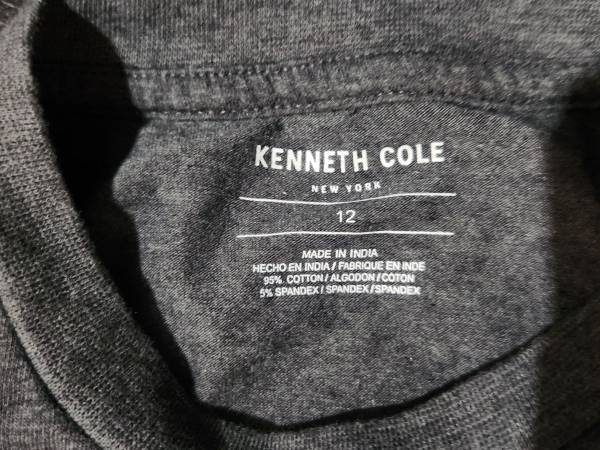 KENNETH COLE
NEW YORK
12
MADE IN INDIA
HECHO EN INDIA / FABRIQUE EN INDE
95% COTTON / ALGODON / COTON
5% SPANDEX / SPANDEX / SPANDEX